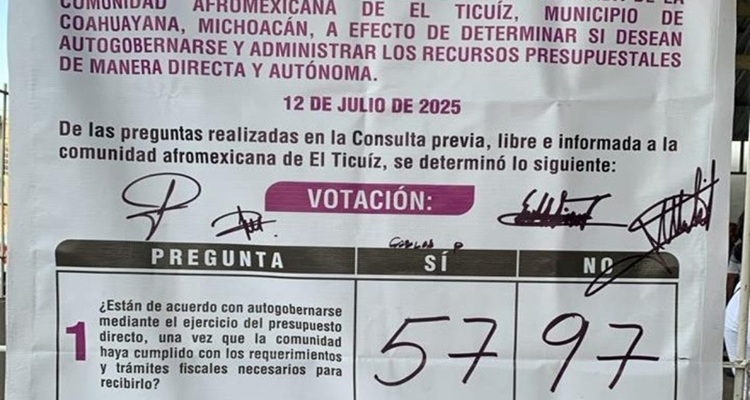 COMUNIDAD AFROMEXICANA DE EL TICUÍZ, MUNICIPIO DE
COAHUAYANA, MICHOACÁN, A EFECTO DE DETERMINAR SI DESEAN
AUTOGOBERNARSE Y ADMINISTRAR LOS RECURSOS PRESUPUESTALES
DE MANERA DIRECTA Y AUTÓNOMA.
12 DE JULIO DE 2025
De las preguntas realizadas en la Consulta previa, libre e informada a la
comunidad afromexicana de El Ticuíz, se determinó lo siguiente:
VOTACIÓN:
PREGUNTA SÍ NO
1 ¿Están de acuerdo con autogobernarse
mediante el ejercicio del presupuesto
directo, una vez que la comunidad
haya cumplido con los requerimientos
y trámites fiscales necesarios para
recibirlo?
57 97